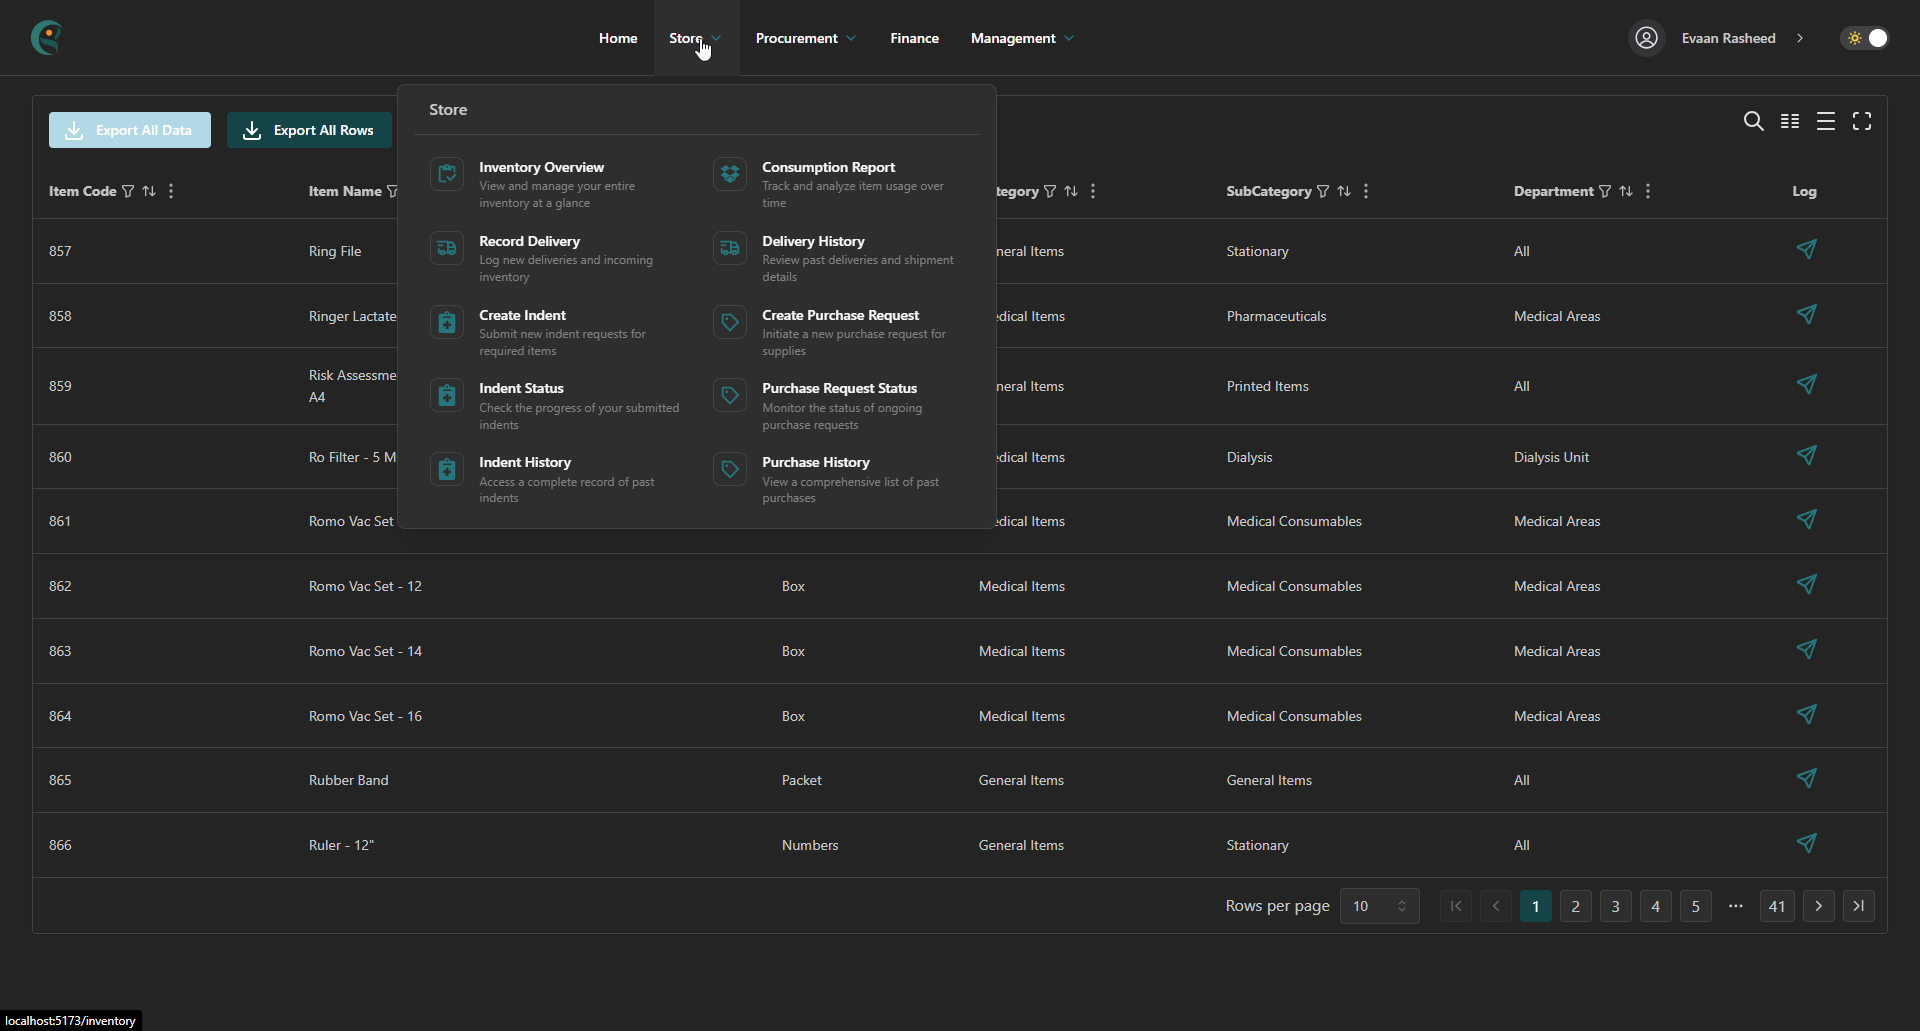 Home
Store
Procurement
Finance
Management
Evaan Rasheed
Export All Data
Export All Rows
Store
Inventory Overview
View and manage your entire
inventory at a glance
Consumption Report
Track and analyze item usage over
time
Record Delivery
Log new deliveries and incoming
inventory
Delivery History
Review past deliveries and shipment
details
Create Indent
Submit new indent requests for
required items
Create Purchase Request
Initiate a new purchase request for
supplies
Indent Status
Check the progress of your submitted
indents
Purchase Request Status
Monitor the status of ongoing
purchase requests
Indent History
Access a complete record of past
indents
Purchase History
View a comprehensive list of past
purchases
Item Code Item Name tegory SubCategory Department Log
857 Ring File neral Items Stationary All
858 Ringer Lactate dical Items Pharmaceuticals Medical Areas
859 Risk Assessme neral Items Printed Items All
A4
860 Ro Filter - 5 M dical Items Dialysis Dialysis Unit
861 Romo Vac Set dical Items Medical Consumables Medical Areas
862 Romo Vac Set - 12 Box Medical Items Medical Consumables Medical Areas
863 Romo Vac Set - 14 Box Medical Items Medical Consumables Medical Areas
864 Romo Vac Set - 16 Box Medical Items Medical Consumables Medical Areas
865 Rubber Band Packet General Items General Items All
866 Ruler - 12" Numbers General Items Stationary All
Rows per page 10 1 2 3 4 5 ... 41
localhost:5173/inventory